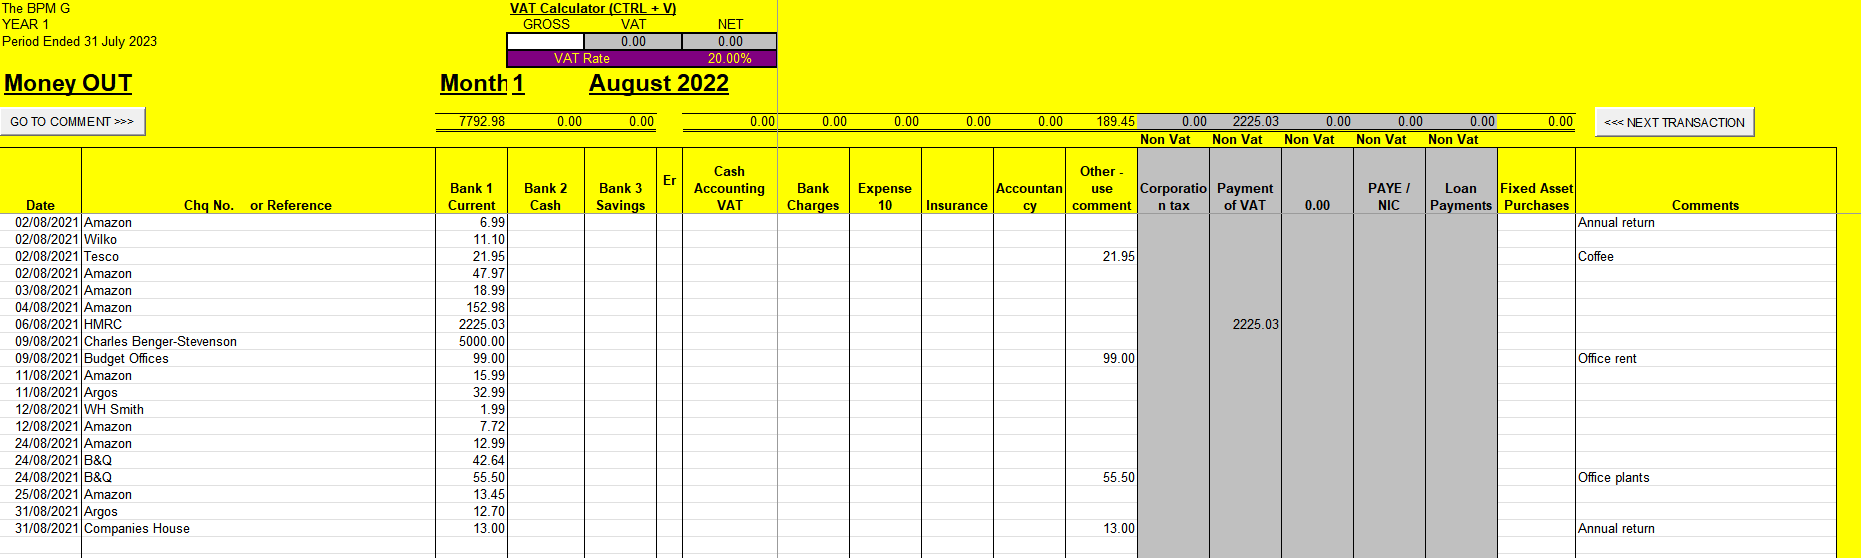 The BPM G
YEAR 1
Period Ended 31 July 2023
VAT Calculator (CTRL + V)
GROSS VAT NET
0.00 0.00
VAT Rate 20.00%
Money OUT Month 1 August 2022
GO TO COMMENT >>> 7792.98 0.00 0.00 0.00 0.00 0.00 0.00 0.00 189.45 0.00 2225.03 0.00 0.00 0.00 0.00 <<< NEXT TRANSACTION
Non Vat Non Vat Non Vat Non Vat Non Vat
Date Chq No. or Reference Bank 1 Current Bank 2 Cash Bank 3 Savings Er Cash Accounting VAT Bank Charges Expense 10 Insurance Accountan cy Other - use comment Corporatio n tax Payment of VAT 0.00 PAYE / NIC Loan Payments Fixed Asset Purchases Comments
02/08/2021 Amazon 6.99 Annual return
02/08/2021 Wilko 11.10
02/08/2021 Tesco 21.95 21.95 Coffee
02/08/2021 Amazon 47.97
03/08/2021 Amazon 18.99
04/08/2021 Amazon 152.98
06/08/2021 HMRC 2225.03 2225.03
09/08/2021 Charles Benger-Stevenson 5000.00
09/08/2021 Budget Offices 99.00 99.00 Office rent
11/08/2021 Amazon 15.99
11/08/2021 Argos 32.99
12/08/2021 WH Smith 1.99
12/08/2021 Amazon 7.72
24/08/2021 Amazon 12.99
24/08/2021 B&Q 42.64
24/08/2021 B&Q 55.50 55.50 Office plants
25/08/2021 Amazon 13.45
31/08/2021 Argos 12.70
31/08/2021 Companies House 13.00 13.00 Annual return